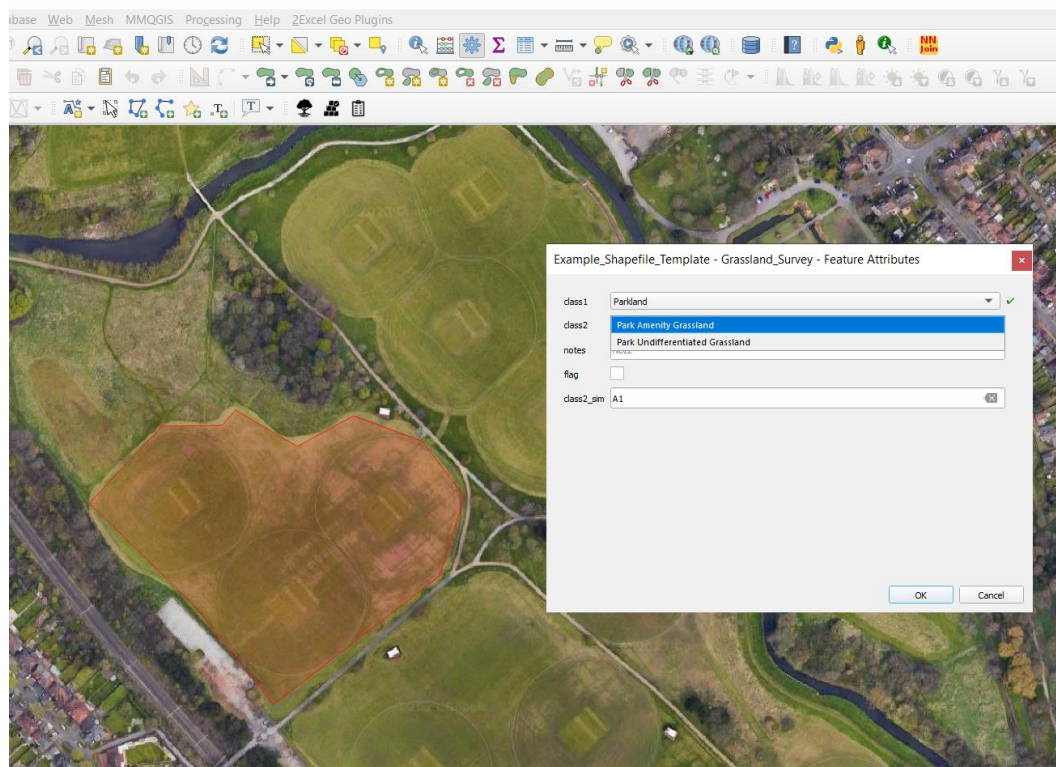 abase Web Mesh MMQGIS Processing Help 2Excel Geo Plugins
NN
join
Example_Shapefile_Template - Grassland_Survey - Feature Attributes
class1 Parkland
class2 Park Amenity Grassland
Park Undifferentiated Grassland
notes
flag
class2_sim A1
OK Cancel